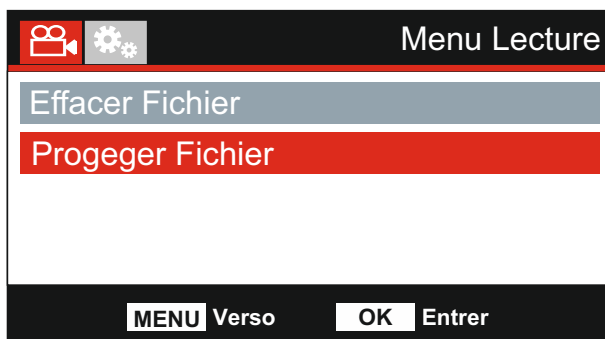 Menu Lecture
Effacer Fichier
Progeger Fichier
MENU Verso OK Entrer